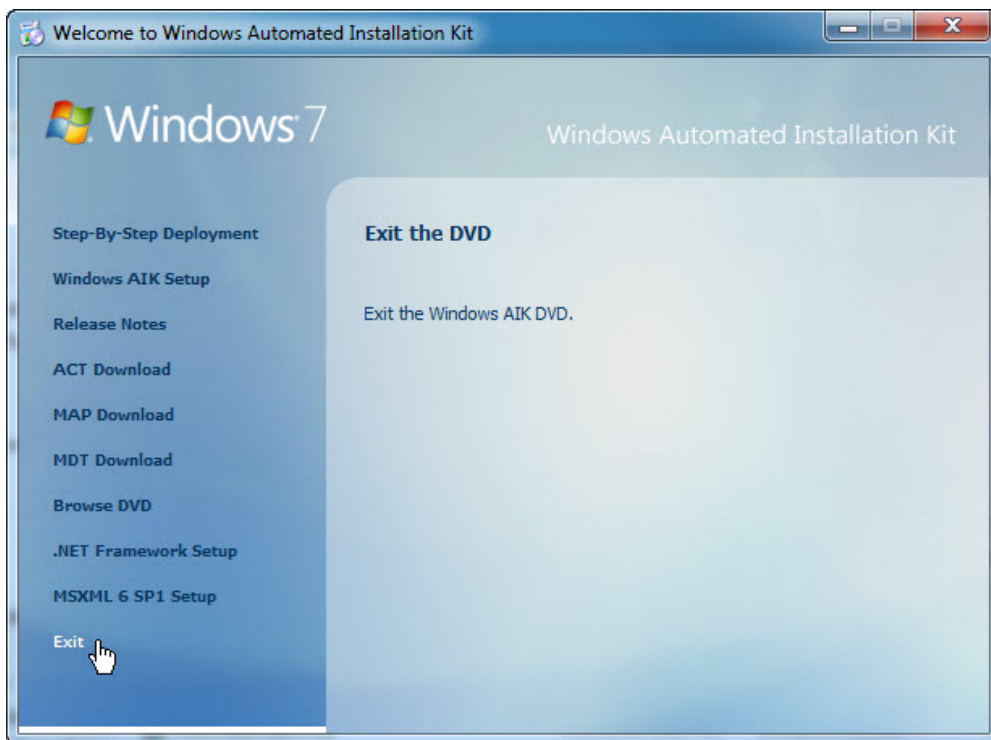 Welcome to Windows Automated Installation Kit
Windows 7
Windows Automated Installation Kit
Step-By-Step Deployment
Windows AIK Setup
Release Notes
ACT Download
MAP Download
MDT Download
Browse DVD
.NET Framework Setup
MSXML 6 SP1 Setup
Exit
Exit the DVD
Exit the Windows AIK DVD.